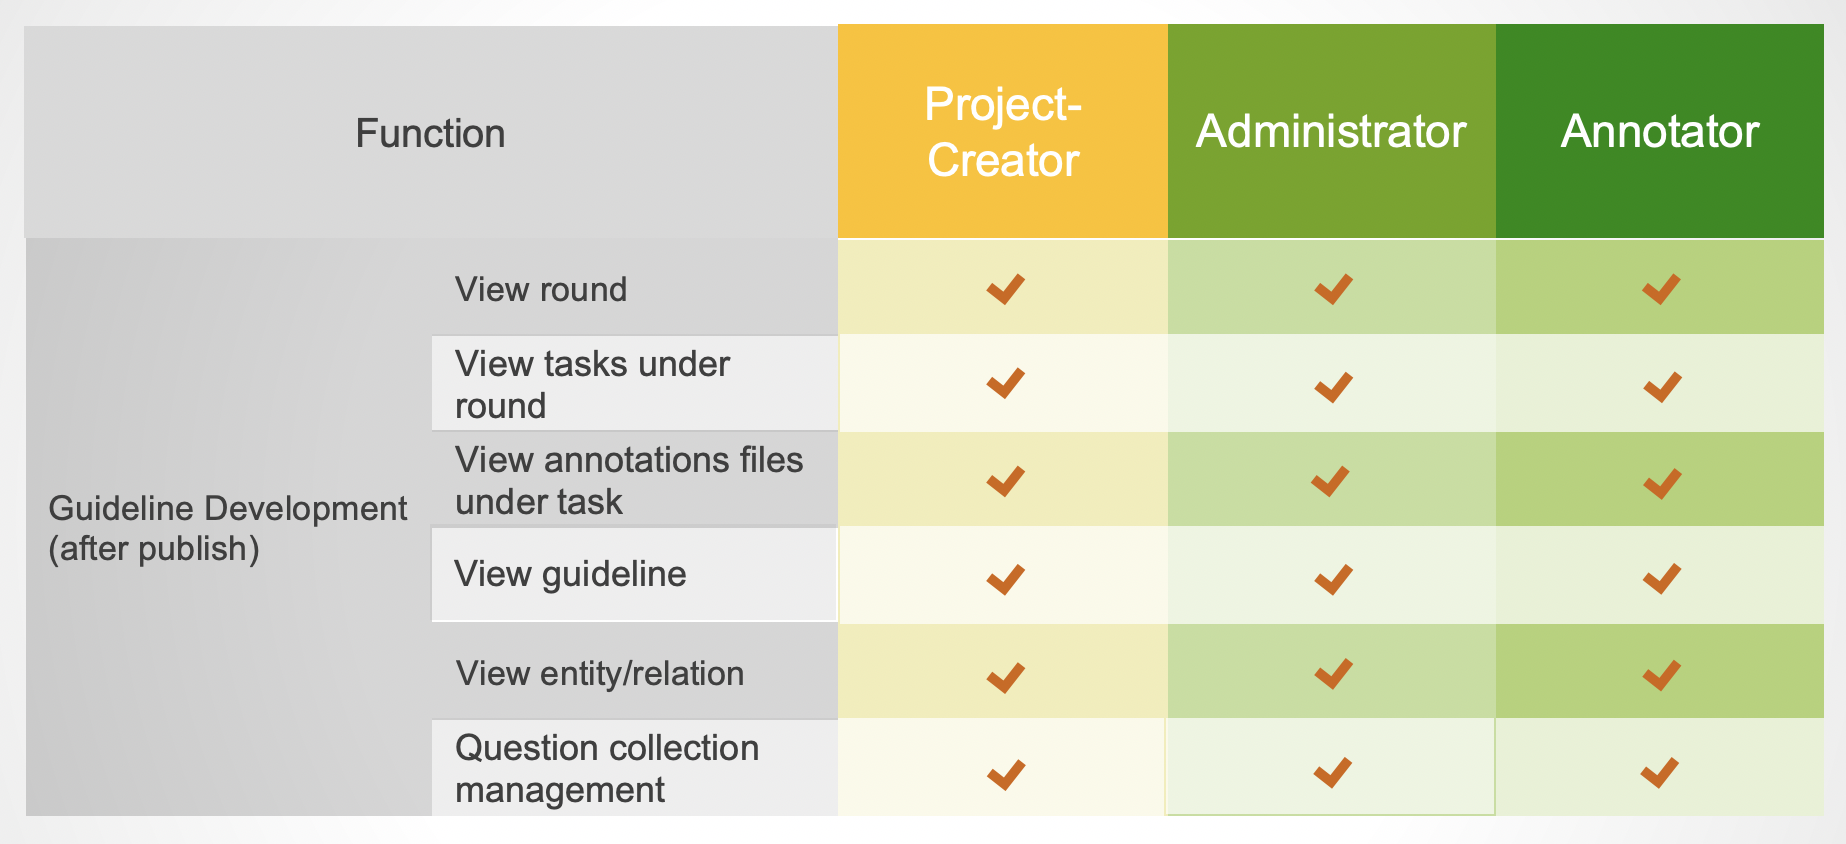 Function
Project-
Creator
Administrator
Annotator
Guideline Development
(after publish)
View round
View tasks under
round
View annotations files
under task
View guideline
View entity/relation
Question collection
management